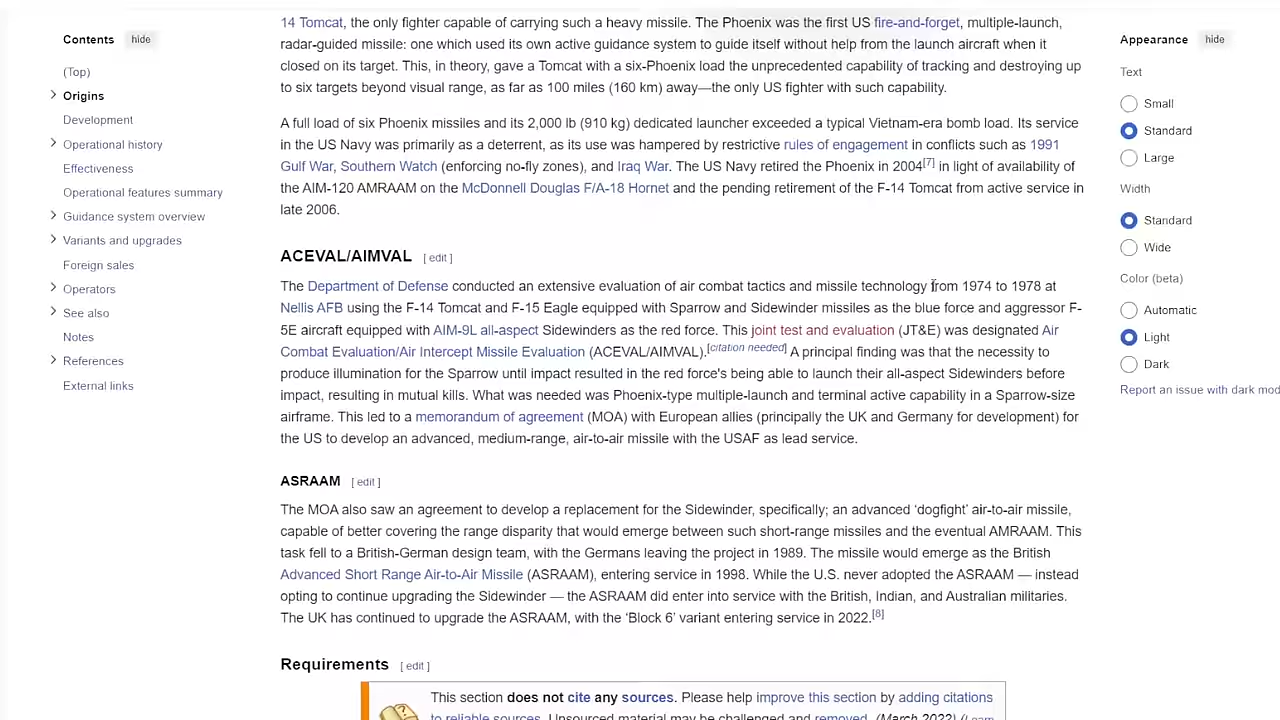 Contents hide
(Top)
Origins
Development
Operational history
Effectiveness
Operational features summary
Guidance system overview
Variants and upgrades
Foreign sales
Operators
See also
Notes
References
External links
14 Tomcat, the only fighter capable of carrying such a heavy missile. The Phoenix was the first US fire-and-forget, multiple-launch,
radar-guided missile: one which used its own active guidance system to guide itself without help from the launch aircraft when it
closed on its target. This, in theory, gave a Tomcat with a six-Phoenix load the unprecedented capability of tracking and destroying up
to six targets beyond visual range, as far as 100 miles (160 km) away—the only US fighter with such capability.
A full load of six Phoenix missiles and its 2,000 lb (910 kg) dedicated launcher exceeded a typical Vietnam-era bomb load. Its service
in the US Navy was primarily as a deterrent, as its use was hampered by restrictive rules of engagement in conflicts such as 1991
Gulf War, Southern Watch (enforcing no-fly zones), and Iraq War. The US Navy retired the Phoenix in 2004[7] in light of availability of
the AIM-120 AMRAAM on the McDonnell Douglas F/A-18 Hornet and the pending retirement of the F-14 Tomcat from active service in
late 2006.
ACEVAL/AIMVAL [ edit ]
The Department of Defense conducted an extensive evaluation of air combat tactics and missile technology from 1974 to 1978 at
Nellis AFB using the F-14 Tomcat and F-15 Eagle equipped with Sparrow and Sidewinder missiles as the blue force and aggressor F-
5E aircraft equipped with AIM-9L all-aspect Sidewinders as the red force. This joint test and evaluation (JT&E) was designated Air
Combat Evaluation/Air Intercept Missile Evaluation (ACEVAL/AIMVAL).[citation needed] A principal finding was that the necessity to
produce illumination for the Sparrow until impact resulted in the red force's being able to launch their all-aspect Sidewinders before
impact, resulting in mutual kills. What was needed was Phoenix-type multiple-launch and terminal active capability in a Sparrow-size
airframe. This led to a memorandum of agreement (MOA) with European allies (principally the UK and Germany for development) for
the US to develop an advanced, medium-range, air-to-air missile with the USAF as lead service.
ASRAAM [ edit ]
The MOA also saw an agreement to develop a replacement for the Sidewinder, specifically; an advanced ‘dogfight’ air-to-air missile,
capable of better covering the range disparity that would emerge between such short-range missiles and the eventual AMRAAM. This
task fell to a British-German design team, with the Germans leaving the project in 1989. The missile would emerge as the British
Advanced Short Range Air-to-Air Missile (ASRAAM), entering service in 1998. While the U.S. never adopted the ASRAAM — instead
opting to continue upgrading the Sidewinder — the ASRAAM did enter into service with the British, Indian, and Australian militaries.
The UK has continued to upgrade the ASRAAM, with the ‘Block 6’ variant entering service in 2022.[8]
Requirements [ edit ]
This section does not cite any sources. Please help improve this section by adding citations
to reliable sources. Unsourced material may be challenged and removed. (March 2022) (Learn
Appearance hide
Text
Small
Standard
Large
Width
Standard
Wide
Color (beta)
Automatic
Light
Dark
Report an issue with dark mod